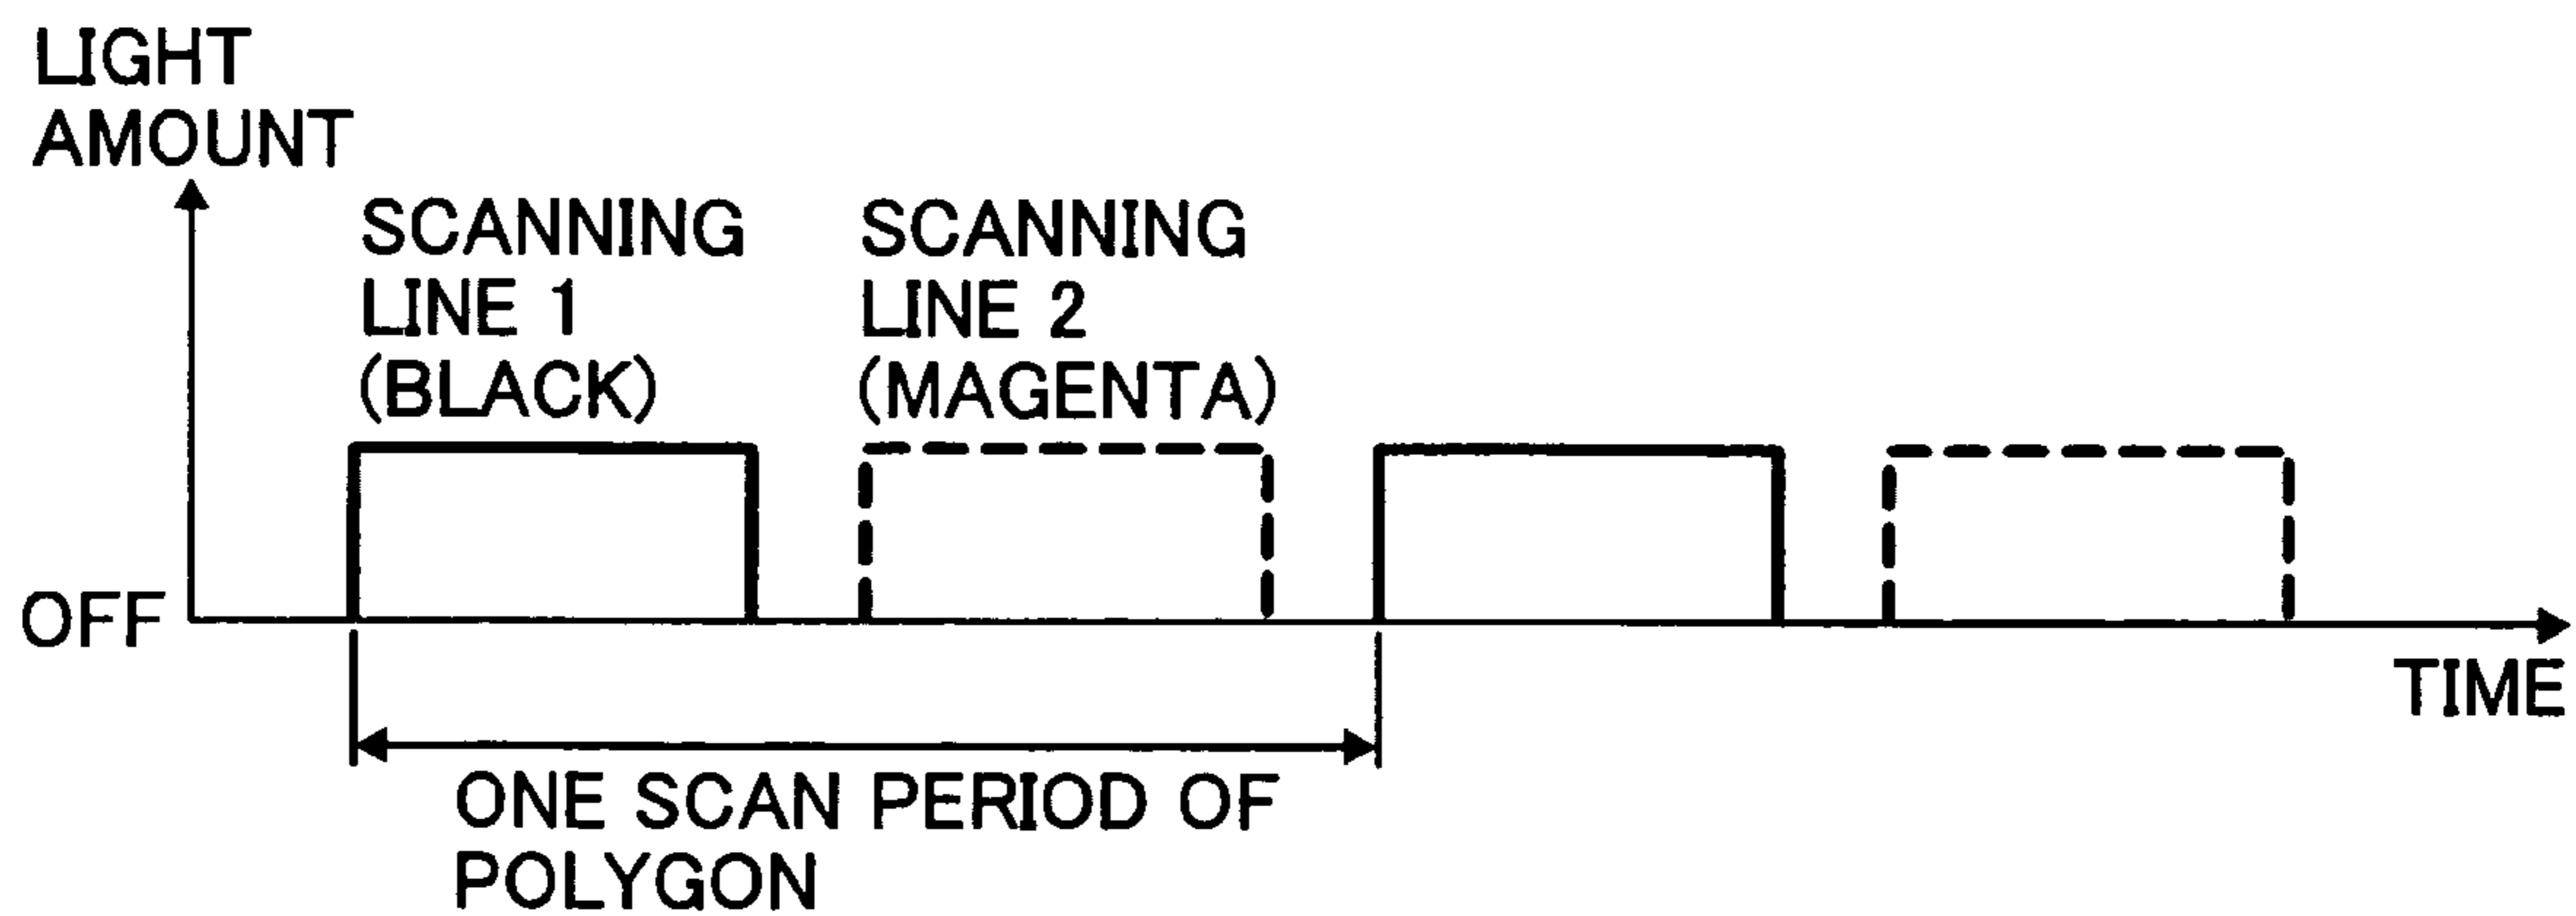 LIGHT
AMOUNT
SCANNING
LINE 1
(BLACK)
SCANNING
LINE 2
(MAGENTA)
OFF
TIME
ONE SCAN PERIOD OF
POLYGON